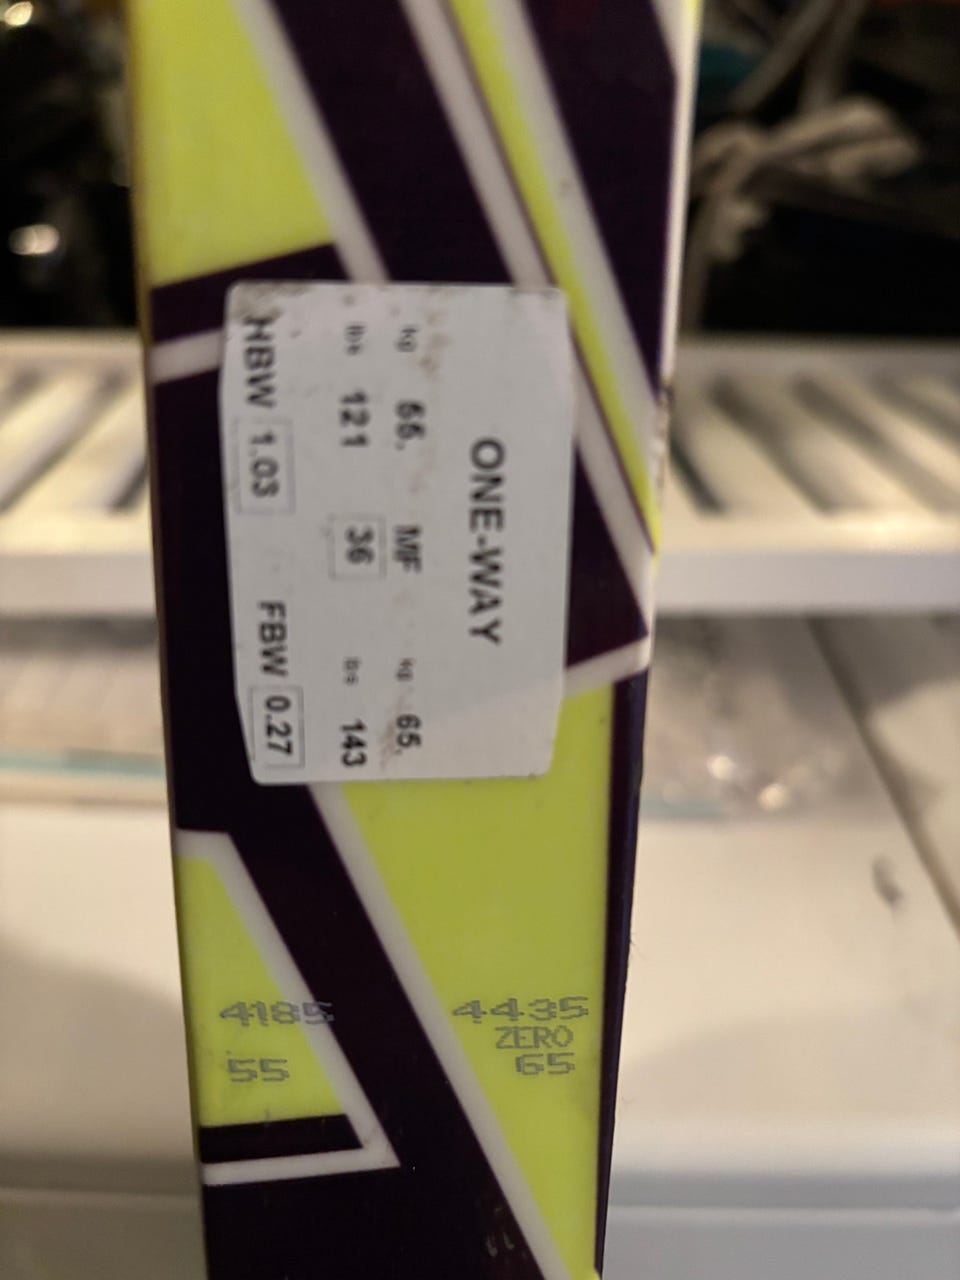 ONE-WAY
kg 55. MF kg 65.
lbs 121 36 lbs 143
HBW 1.03 FBW 0.27
4185 4435
ZERO
55 65